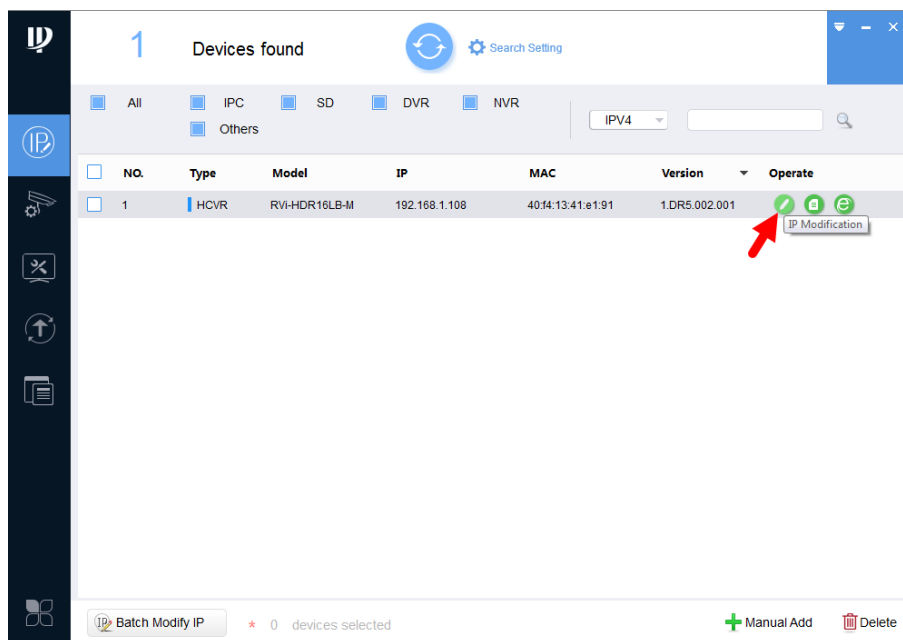 1 Devices found Search Setting
All IPC SD DVR NVR
Others
IPV4
NO. Type Model IP MAC Version Operate
1 HCVR RVi-HDR16LB-M 192.168.1.108 40:f4:13:41:e1:91 1.DR5.002.001
IP Modification
Batch Modify IP * 0 devices selected Manual Add Delete